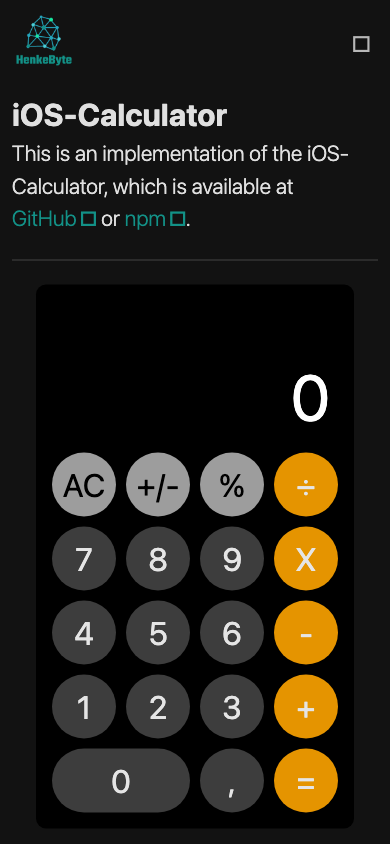 HenkeByte
iOS-Calculator
This is an implementation of the iOS-
Calculator, which is available at
GitHub or npm.
0
AC +/- % ÷
7 8 9 X
4 5 6 -
1 2 3 +
0 , =